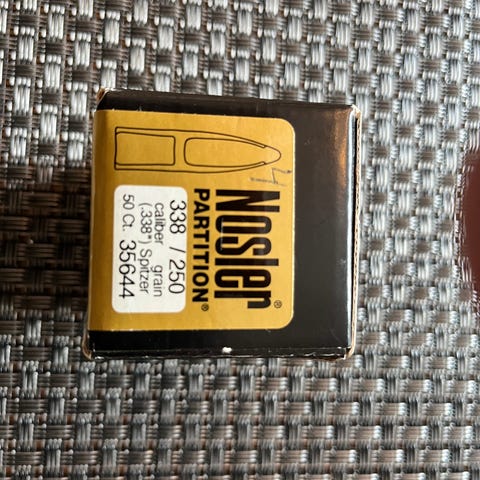 Nosler®
PARTITION®
338 / 250
caliber grain
(.338") Spitzer
50 Ct. 35644